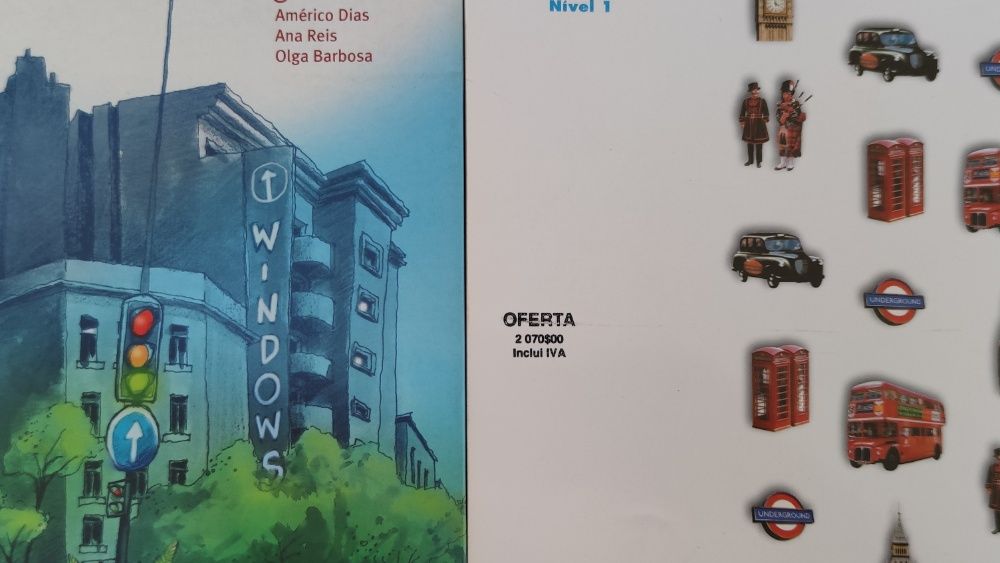 Américo Dias
Ana Reis
Olga Barbosa
WINDOWS
Nível 1
OFERTA
2 070$00
Inclui IVA
UNDERGROUND
UNDERGROUND